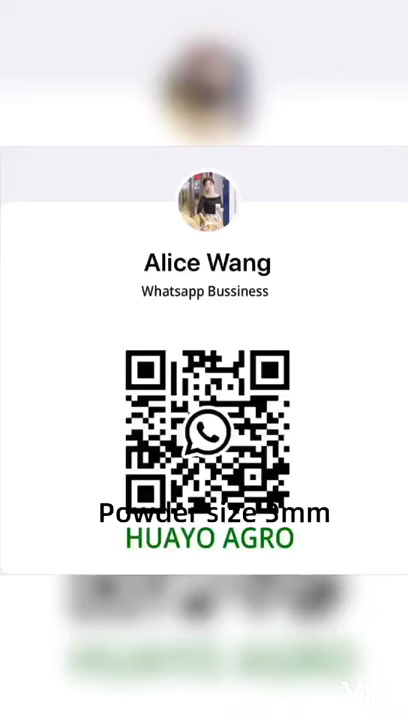 Alice Wang
Whatsapp Bussiness
Powder size 3mm
HUAYO AGRO